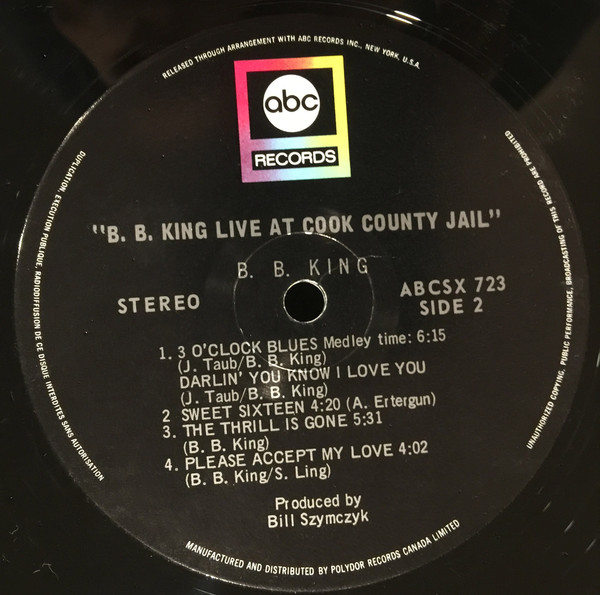 RELEASED THROUGH ARRANGEMENT WITH ABC RECORDS INC., NEW YORK, U.S.A.
abc
RECORDS
"B. B. KING LIVE AT COOK COUNTY JAIL"
B. B. KING
STEREO
ABCSX 723
SIDE 2
1. 3 O'CLOCK BLUES Medley time: 6:15
(J. Taub/B. B. King)
DARLIN' YOU KNOW I LOVE YOU
(J. Taub/B. B. King)
2 SWEET SIXTEEN 4:20 (A. Ertergun)
3. THE THRILL IS GONE 5:31
(B. B. King)
4. PLEASE ACCEPT MY LOVE 4:02
(B. B. King/S. Ling)
Produced by
Bill Szymczyk
DUPLICATION, EXECUTION PUBLIQUE, RADIODIFFUSION DE CE DISQUE INTERDITES SANS AUTORISATION
UNAUTHORIZED COPYING, PUBLIC PERFORMANCE, BROADCASTING OF THIS RECORD ARE PROHIBITED
MANUFACTURED AND DISTRIBUTED BY POLYDOR RECORDS CANADA LIMITED